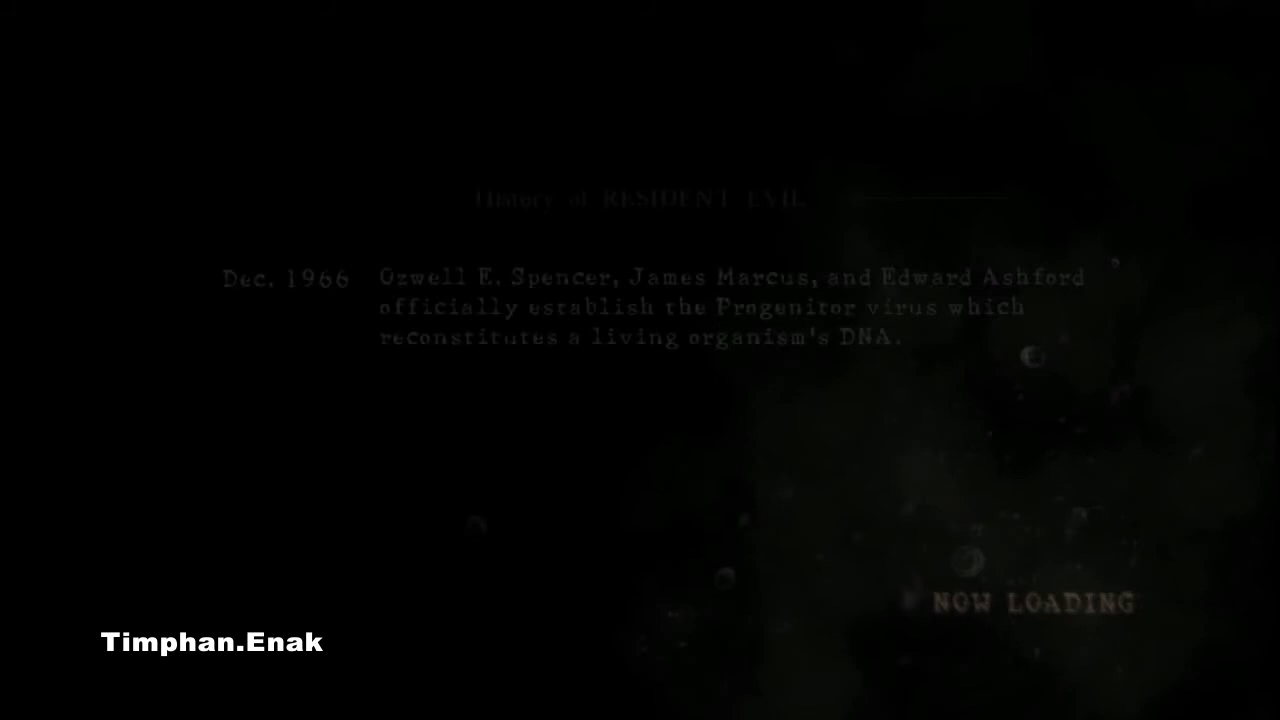 History of RESIDENT EVIL
Dec. 1966 Ozwell E. Spencer, James Marcus, and Edward Ashford
officially establish the Progenitor virus which
reconstitutes a living organism's DNA.
NOW LOADING
Timphan.Enak